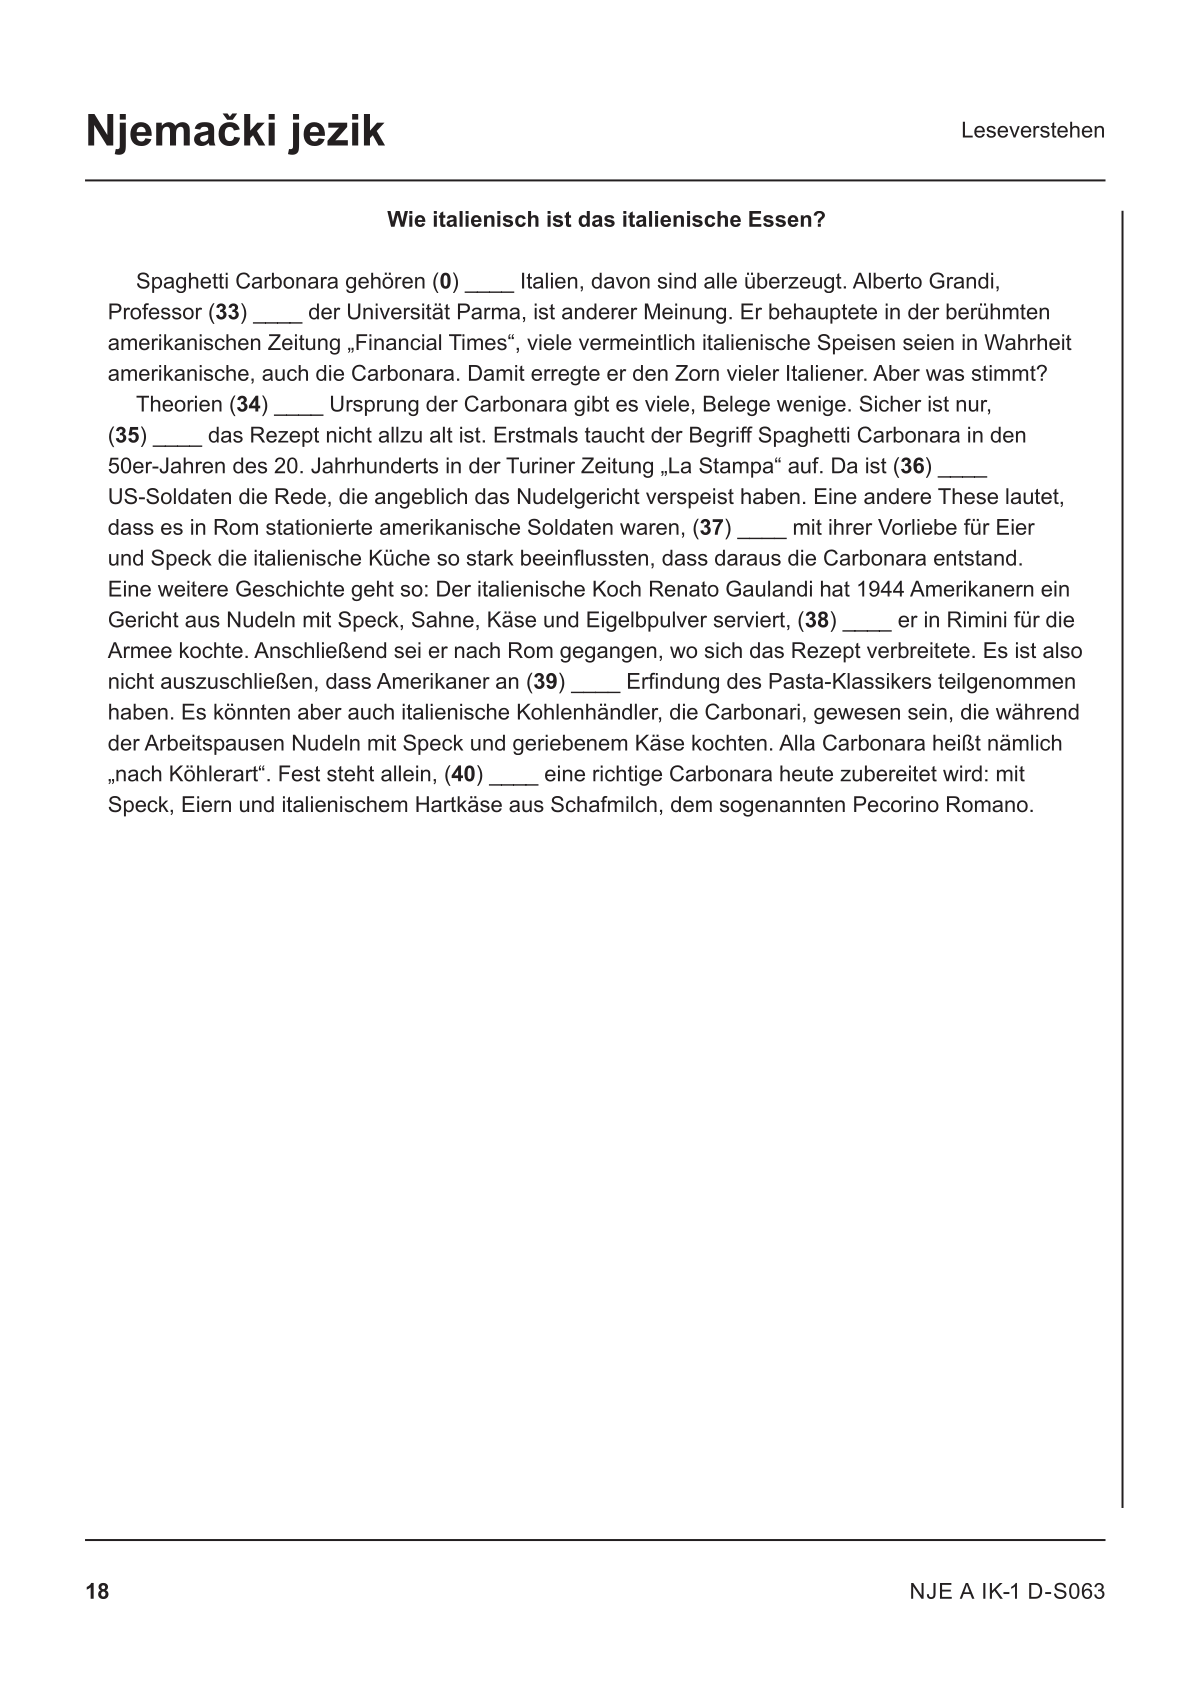 Njemački jezik
Leseverstehen
Wie italienisch ist das italienische Essen?
Spaghetti Carbonara gehören (0) ____ Italien, davon sind alle überzeugt. Alberto Grandi,
Professor (33) ____ der Universität Parma, ist anderer Meinung. Er behauptete in der berühmten
amerikanischen Zeitung „Financial Times“, viele vermeintlich italienische Speisen seien in Wahrheit
amerikanische, auch die Carbonara. Damit erregte er den Zorn vieler Italiener. Aber was stimmt?
Theorien (34) ____ Ursprung der Carbonara gibt es viele, Belege wenige. Sicher ist nur,
(35) ____ das Rezept nicht allzu alt ist. Erstmals taucht der Begriff Spaghetti Carbonara in den
50er-Jahren des 20. Jahrhunderts in der Turiner Zeitung „La Stampa“ auf. Da ist (36) ____
US-Soldaten die Rede, die angeblich das Nudelgericht verspeist haben. Eine andere These lautet,
dass es in Rom stationierte amerikanische Soldaten waren, (37) ____ mit ihrer Vorliebe für Eier
und Speck die italienische Küche so stark beeinflussten, dass daraus die Carbonara entstand.
Eine weitere Geschichte geht so: Der italienische Koch Renato Gaulandi hat 1944 Amerikanern ein
Gericht aus Nudeln mit Speck, Sahne, Käse und Eigelbpulver serviert, (38) ____ er in Rimini für die
Armee kochte. Anschließend sei er nach Rom gegangen, wo sich das Rezept verbreitete. Es ist also
nicht auszuschließen, dass Amerikaner an (39) ____ Erfindung des Pasta-Klassikers teilgenommen
haben. Es könnten aber auch italienische Kohlenhändler, die Carbonari, gewesen sein, die während
der Arbeitspausen Nudeln mit Speck und geriebenem Käse kochten. Alla Carbonara heißt nämlich
„nach Köhlerart“. Fest steht allein, (40) ____ eine richtige Carbonara heute zubereitet wird: mit
Speck, Eiern und italienischem Hartkäse aus Schafmilch, dem sogenannten Pecorino Romano.
18
NJE A IK-1 D-S063